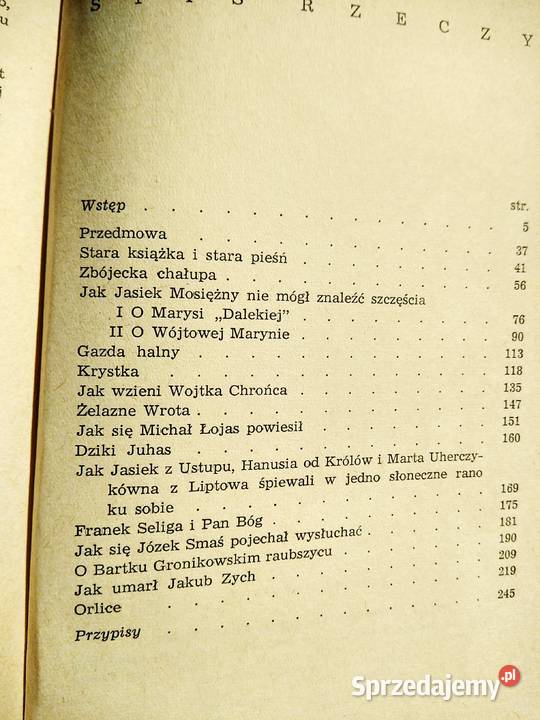 SPIS RZECZY
str.
Wstęp . . . . . . . . . . . . 5
Przedmowa . . . . . . . . . . . 37
Stara książka i stara pieśń . . . . . . . 41
Zbójecka chałupa . . . . . . . . . 56
Jak Jasiek Mosiężny nie mógł znaleźć szczęścia
I O Marysi „Dalekiej” . . . . . . . 76
II O Wójtowej Marynie . . . . . . . 90
Gazda halny . . . . . . . . . . 113
Krystka . . . . . . . . . . . 118
Jak wzieni Wojtka Chrońca . . . . . . . 135
Żelazne Wrota . . . . . . . . . . 147
Jak się Michał Łojas powiesił . . . . . . 151
Dziki Juhas . . . . . . . . . . 160
Jak Jasiek z Ustupu, Hanusia od Królów i Marta Uherczy-
kówna z Liptowa śpiewali w jedno słoneczne rano
ku sobie . . . . . . . . . . 169
Franek Seliga i Pan Bóg . . . . . . . . 175
Jak się Józek Smaś pojechał wysłuchać . . . . 181
O Bartku Gronikowskim raubszycu . . . . . 190
Jak umarł Jakub Zych . . . . . . . . 209
Orlice . . . . . . . . . . . 219
Przypisy . . . . . . . . . . . 245
Sprzedajemy.pl